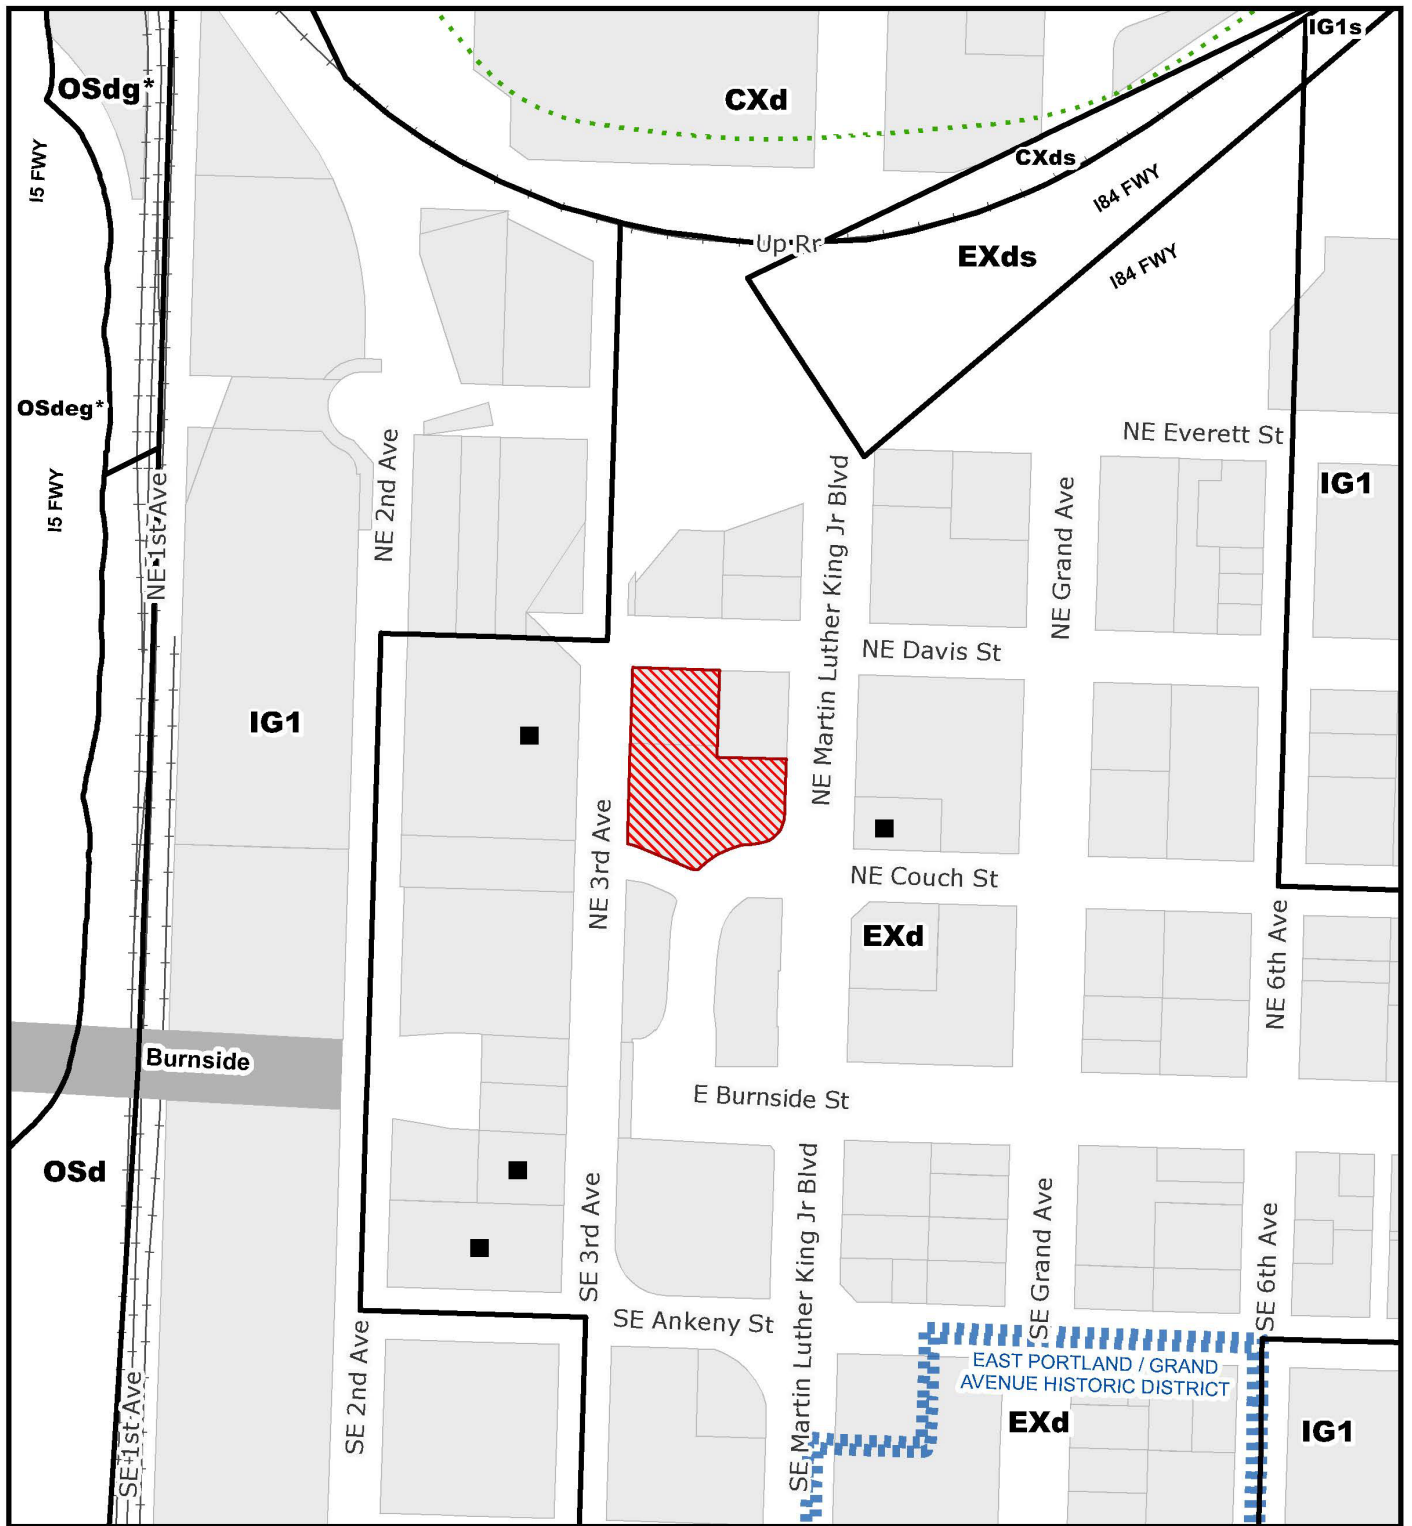 IG1s
OSdg*
CXd
I5 FWY
CXds
I84 FWY
Up Rr
EXds
I84 FWY
OSdeg*
NE Everett St
IG1
I5 FWY
NE 1st Ave
NE 2nd Ave
NE Martin Luther King Jr Blvd
NE Grand Ave
NE Davis St
IG1
NE 3rd Ave
NE Couch St
EXd
NE 6th Ave
Burnside
E Burnside St
OSd
SE 3rd Ave
SE Martin Luther King Jr Blvd
SE Grand Ave
SE 6th Ave
SE Ankeny St
SE 2nd Ave
SE 1st Ave
EAST PORTLAND / GRAND
AVENUE HISTORIC DISTRICT
EXd
IG1